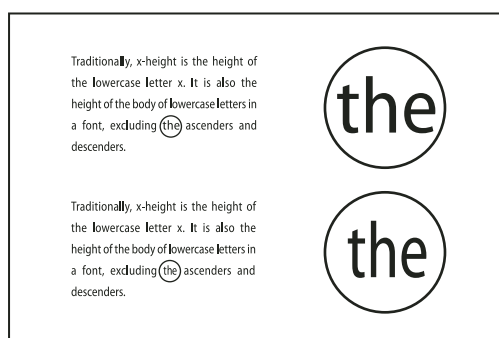 Traditionally, x-height is the height of
the lowercase letter x. It is also the
height of the body of lowercase letters in
a font, excluding the ascenders and
descenders.
the
Traditionally, x-height is the height of
the lowercase letter x. It is also the
height of the body of lowercase letters in
a font, excluding the ascenders and
descenders.
the